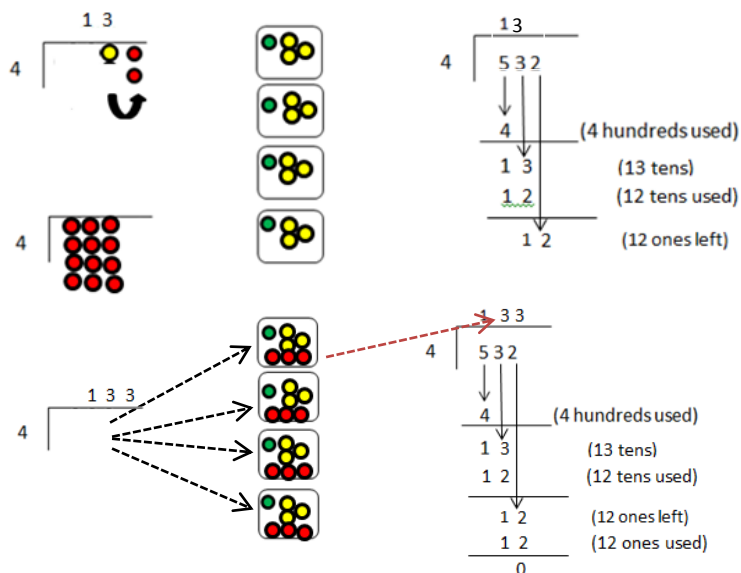 1 3
4
1 3
4 5 3 2
4 (4 hundreds used)
1 3 (13 tens)
1 2 (12 tens used)
1 2 (12 ones left)
4
1 3 3
4
1 3 3
4 5 3 2
4 (4 hundreds used)
1 3 (13 tens)
1 2 (12 tens used)
1 2 (12 ones left)
1 2 (12 ones used)
0